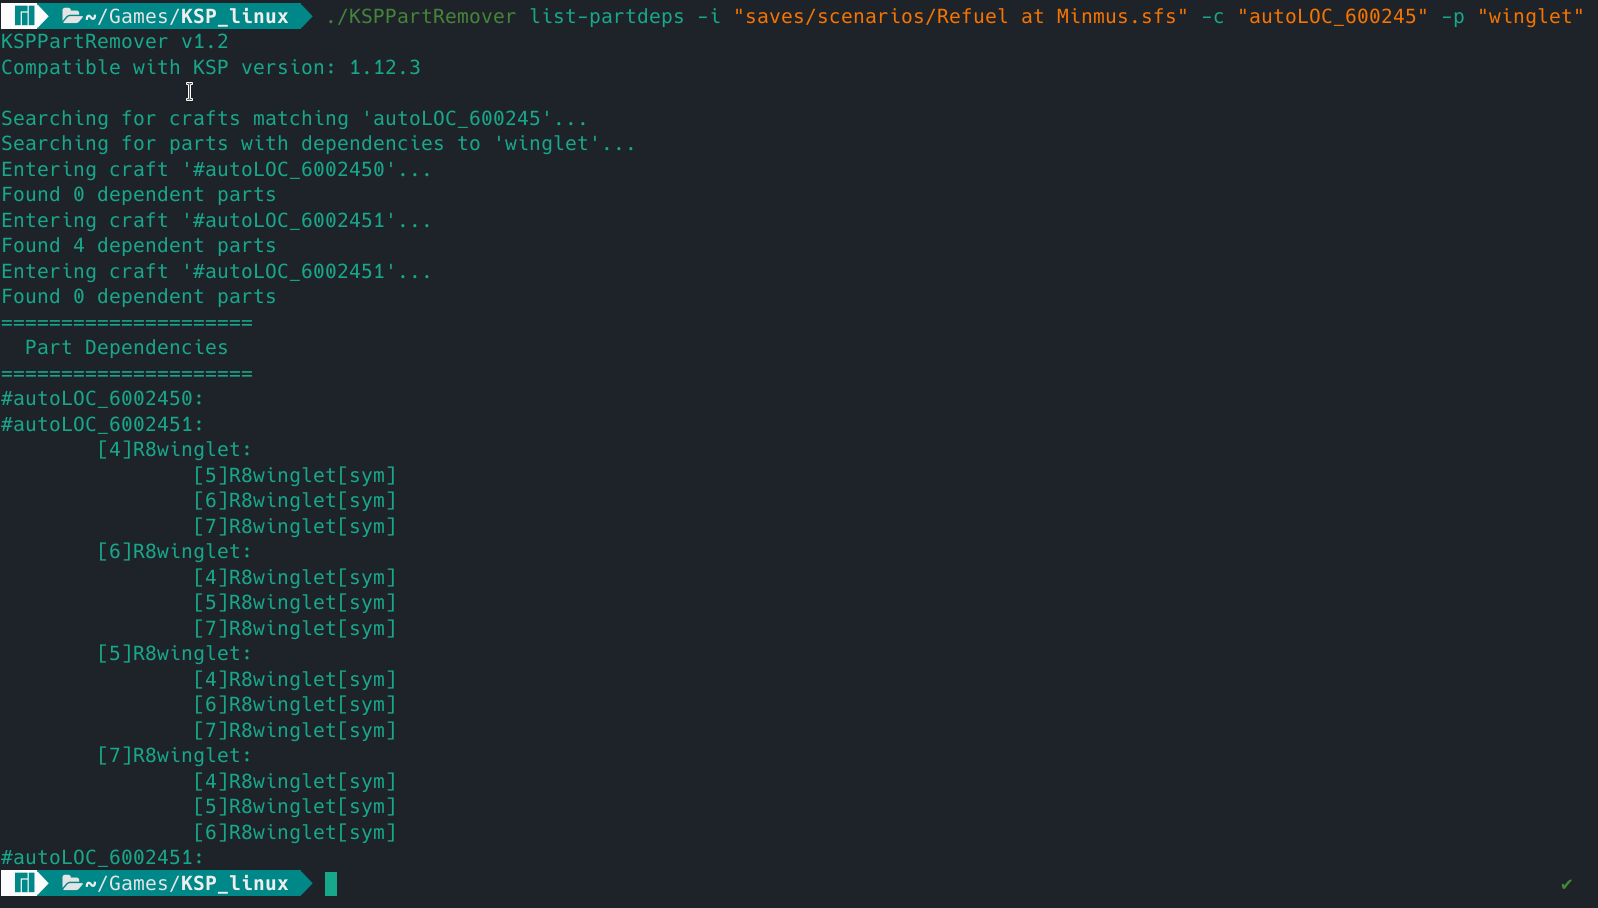 ~/Games/KSP_linux ./KSPPartRemover list-partdeps -i "saves/scenarios/Refuel at Minmus.sfs" -c "autoLOC_600245" -p "winglet"
KSPPartRemover v1.2
Compatible with KSP version: 1.12.3
Searching for crafts matching 'autoLOC_600245'...
Searching for parts with dependencies to 'winglet'...
Entering craft '#autoLOC_6002450'...
Found 0 dependent parts
Entering craft '#autoLOC_6002451'...
Found 4 dependent parts
Entering craft '#autoLOC_6002451'...
Found 0 dependent parts
=====================
Part Dependencies
=====================
#autoLOC_6002450:
#autoLOC_6002451:
[4]R8winglet:
[5]R8winglet[sym]
[6]R8winglet[sym]
[7]R8winglet[sym]
[6]R8winglet:
[4]R8winglet[sym]
[5]R8winglet[sym]
[7]R8winglet[sym]
[5]R8winglet:
[4]R8winglet[sym]
[6]R8winglet[sym]
[7]R8winglet[sym]
[7]R8winglet:
[4]R8winglet[sym]
[5]R8winglet[sym]
[6]R8winglet[sym]
#autoLOC_6002451:
~/Games/KSP_linux ✔